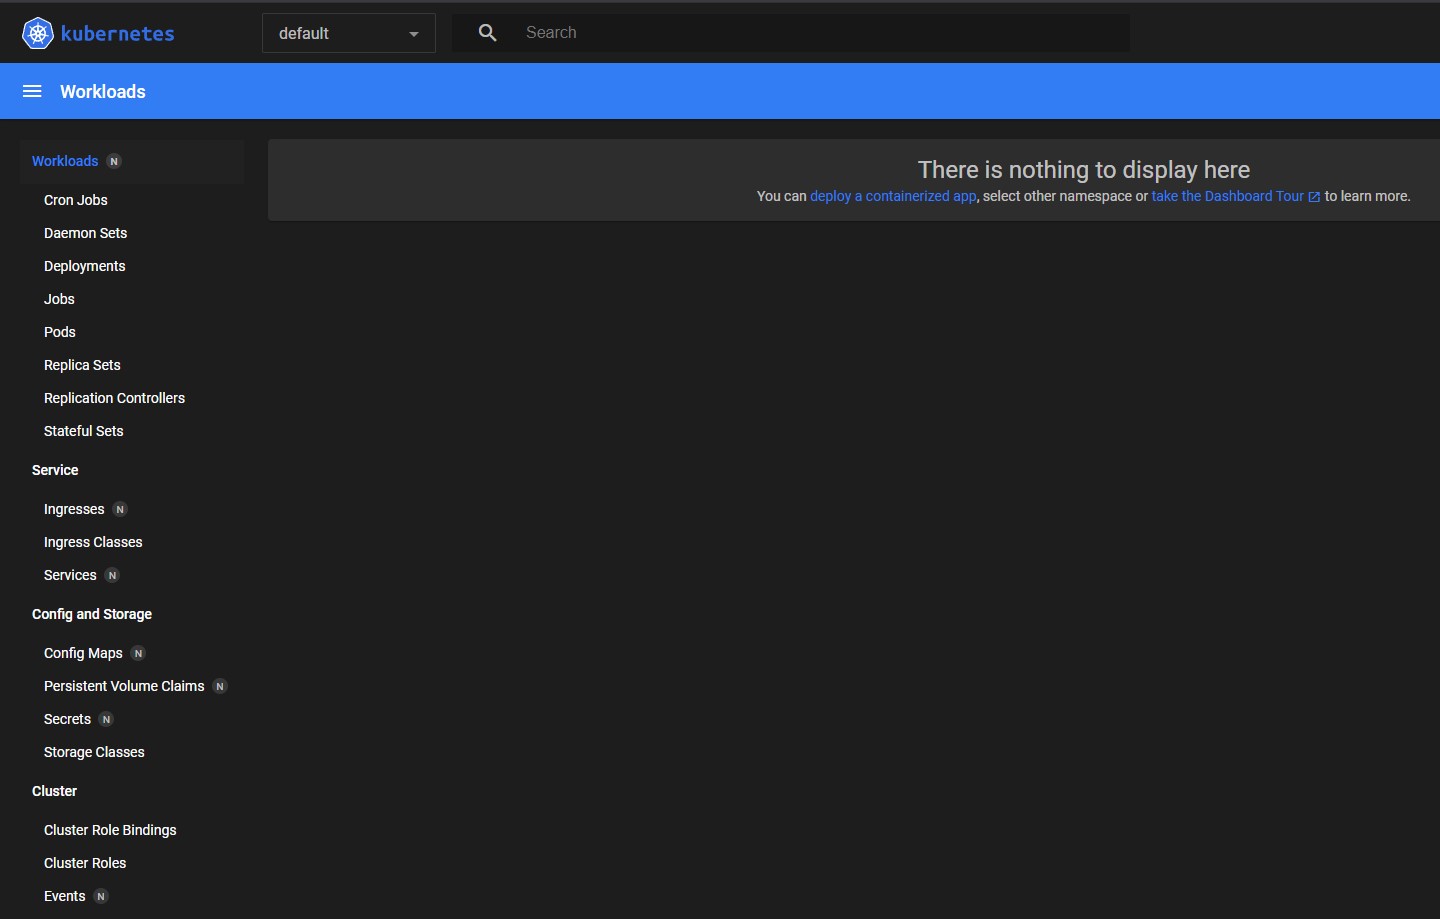 kubernetes
default
Search
Workloads
Workloads N
Cron Jobs
Daemon Sets
Deployments
Jobs
Pods
Replica Sets
Replication Controllers
Stateful Sets
Service
Ingresses N
Ingress Classes
Services N
Config and Storage
Config Maps N
Persistent Volume Claims N
Secrets N
Storage Classes
Cluster
Cluster Role Bindings
Cluster Roles
Events N
There is nothing to display here
You can deploy a containerized app, select other namespace or take the Dashboard Tour to learn more.